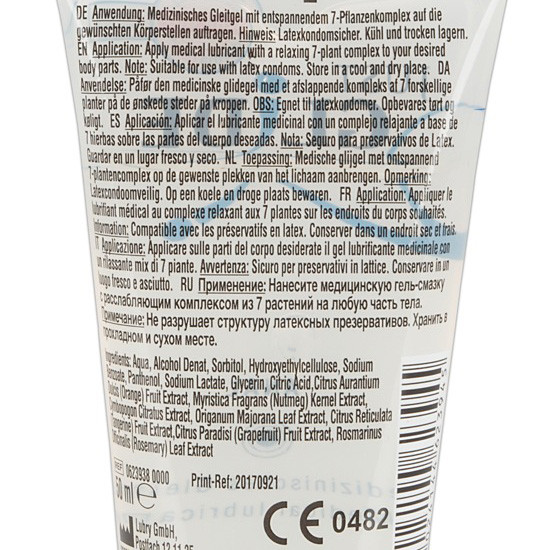 DE Anwendung: Medizinisches Gleitgel mit entspannendem 7-Pflanzenkomplex auf die
gewünschten Körperstellen auftragen. Hinweis: Latexkondomsicher. Kühl und trocken lagern.
EN Application: Apply medical lubricant with a relaxing 7-plant complex to your desired
body parts. Note: Suitable for use with latex condoms. Store in a cool and dry place. DA
Anvendelse: Påfør den medicinske glidegel med et afslappende kompleks af 7 forskellige
planter på de ønskede steder på kroppen. OBS: Egnet til latexkondomer. Opbevares tørt og
køligt. ES Aplicación: Aplicar el lubricante medicinal con un complejo relajante a base de
7 hierbas sobre las partes del cuerpo deseadas. Nota: Seguro para preservativos de Latex.
Guardar en un lugar fresco y seco. NL Toepassing: Medische glijgel met ontspannend
7-plantencomplex op de gewenste plekken van het lichaam aanbrengen. Opmerking:
Latexcondoomveilig. Op een koele en droge plaats bewaren. FR Application: Appliquer le
lubrifiant médical au complexe relaxant aux 7 plantes sur les endroits du corps souhaités.
Information: Compatible avec les préservatifs en latex. Conserver dans un endroit sec et frais.
IT Applicazione: Applicare sulle parti del corpo desiderate il gel lubrificante medicinale con
un rilassante mix di 7 piante. Avvertenza: Sicuro per preservativi in lattice. Conservare in un
luogo fresco e asciutto. RU Применение: Нанесите медицинскую гель-смазку
с расслабляющим комплексом из 7 растений на любую часть тела.
Примечание: Не разрушает структуру латексных презервативов. Хранить в
прохладном и сухом месте.
Ingredients: Aqua, Alcohol Denat, Sorbitol, Hydroxyethylcellulose, Sodium
Benzoate, Panthenol, Sodium Lactate, Glycerin, Citric Acid, Citrus Aurantium
Dulcis (Orange) Fruit Extract, Myristica Fragrans (Nutmeg) Kernel Extract,
Cymbopogon Citratus Extract, Origanum Majorana Leaf Extract, Citrus Reticulata
(Tangerine) Fruit Extract, Citrus Paradisi (Grapefruit) Fruit Extract, Rosmarinus
Officinalis (Rosemary) Leaf Extract
REF 0623938 0000
Print-Ref: 20170921
50 ml e
CE 0482
Lubry GmbH,
Postfach 12 11 25